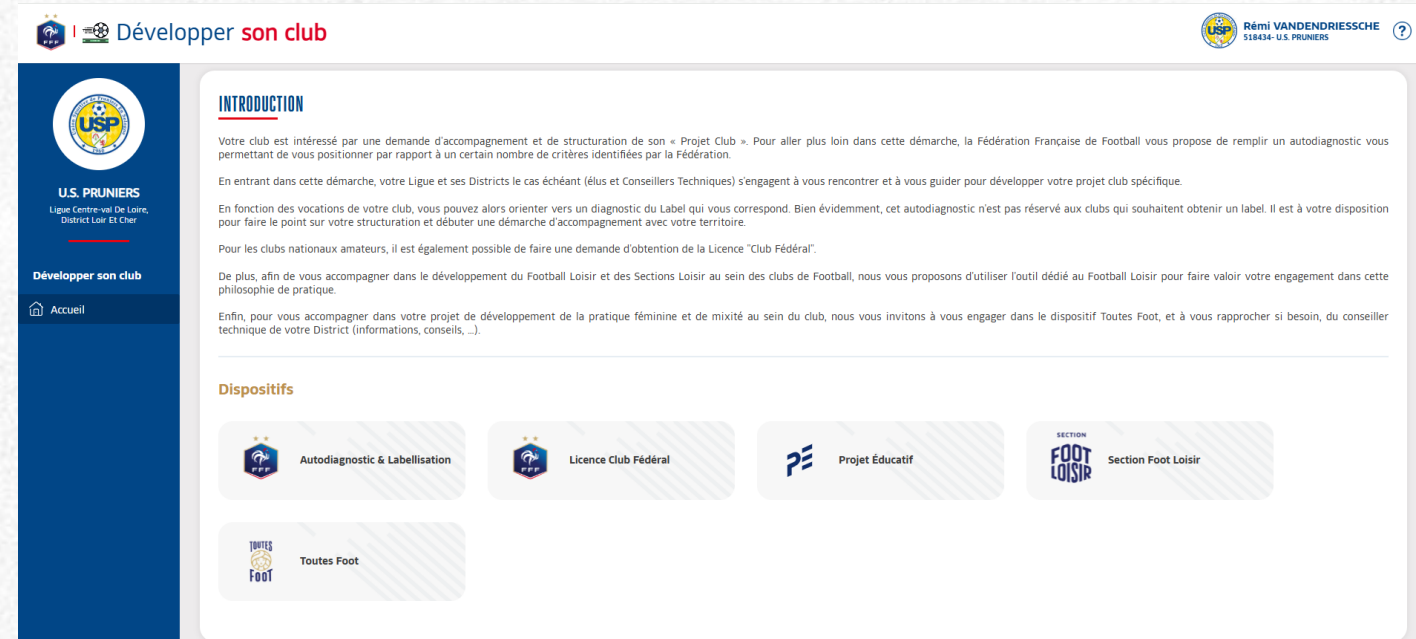 FFF
Développer son club
USP
Rémi VANDENDRIESSCHE
518434- U.S. PRUNIERS
?
USP
U.S. PRUNIERS
Ligue Centre-val De Loire,
District Loir Et Cher
Développer son club
Accueil
INTRODUCTION
Votre club est intéressé par une demande d'accompagnement et de structuration de son « Projet Club ». Pour aller plus loin dans cette démarche, la Fédération Française de Football vous propose de remplir un autodiagnostic vous
permettant de vous positionner par rapport à un certain nombre de critères identifiées par la Fédération.
En entrant dans cette démarche, votre Ligue et ses Districts le cas échéant (élus et Conseillers Techniques) s'engagent à vous rencontrer et à vous guider pour développer votre projet club spécifique.
En fonction des vocations de votre club, vous pouvez alors orienter vers un diagnostic du Label qui vous correspond. Bien évidemment, cet autodiagnostic n'est pas réservé aux clubs qui souhaitent obtenir un label. Il est à votre disposition
pour faire le point sur votre structuration et débuter une démarche d'accompagnement avec votre territoire.
Pour les clubs nationaux amateurs, il est également possible de faire une demande d'obtention de la Licence "Club Fédéral".
De plus, afin de vous accompagner dans le développement du Football Loisir et des Sections Loisir au sein des clubs de Football, nous vous proposons d'utiliser l'outil dédié au Football Loisir pour faire valoir votre engagement dans cette
philosophie de pratique.
Enfin, pour vous accompagner dans votre projet de développement de la pratique féminine et de mixité au sein du club, nous vous invitons à vous engager dans le dispositif Toutes Foot, et à vous rapprocher si besoin, du conseiller
technique de votre District (informations, conseils, ...).
Dispositifs
FFF
Autodiagnostic & Labellisation
FFF
Licence Club Fédéral
PE
Projet Éducatif
SECTION
FOOT
LOISIR
Section Foot Loisir
TOUTES
FOOT
Toutes Foot